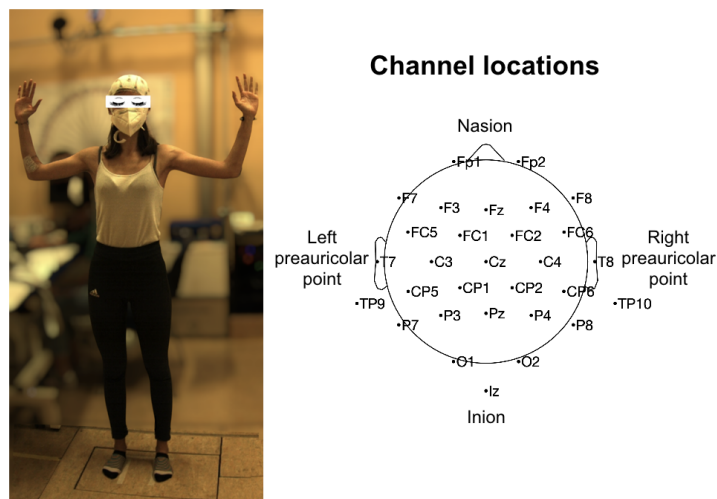 Channel locations
Nasion
Fp1 Fp2
F7 F8
F3 Fz F4
FC5 FC1 FC2 FC6
Left
preauricolar
point
T7 C3 Cz C4 T8
Right
preauricolar
point
CP5 CP1 CP2 CP6
TP9 TP10
P7 P3 Pz P4 P8
O1 O2
Iz
Inion